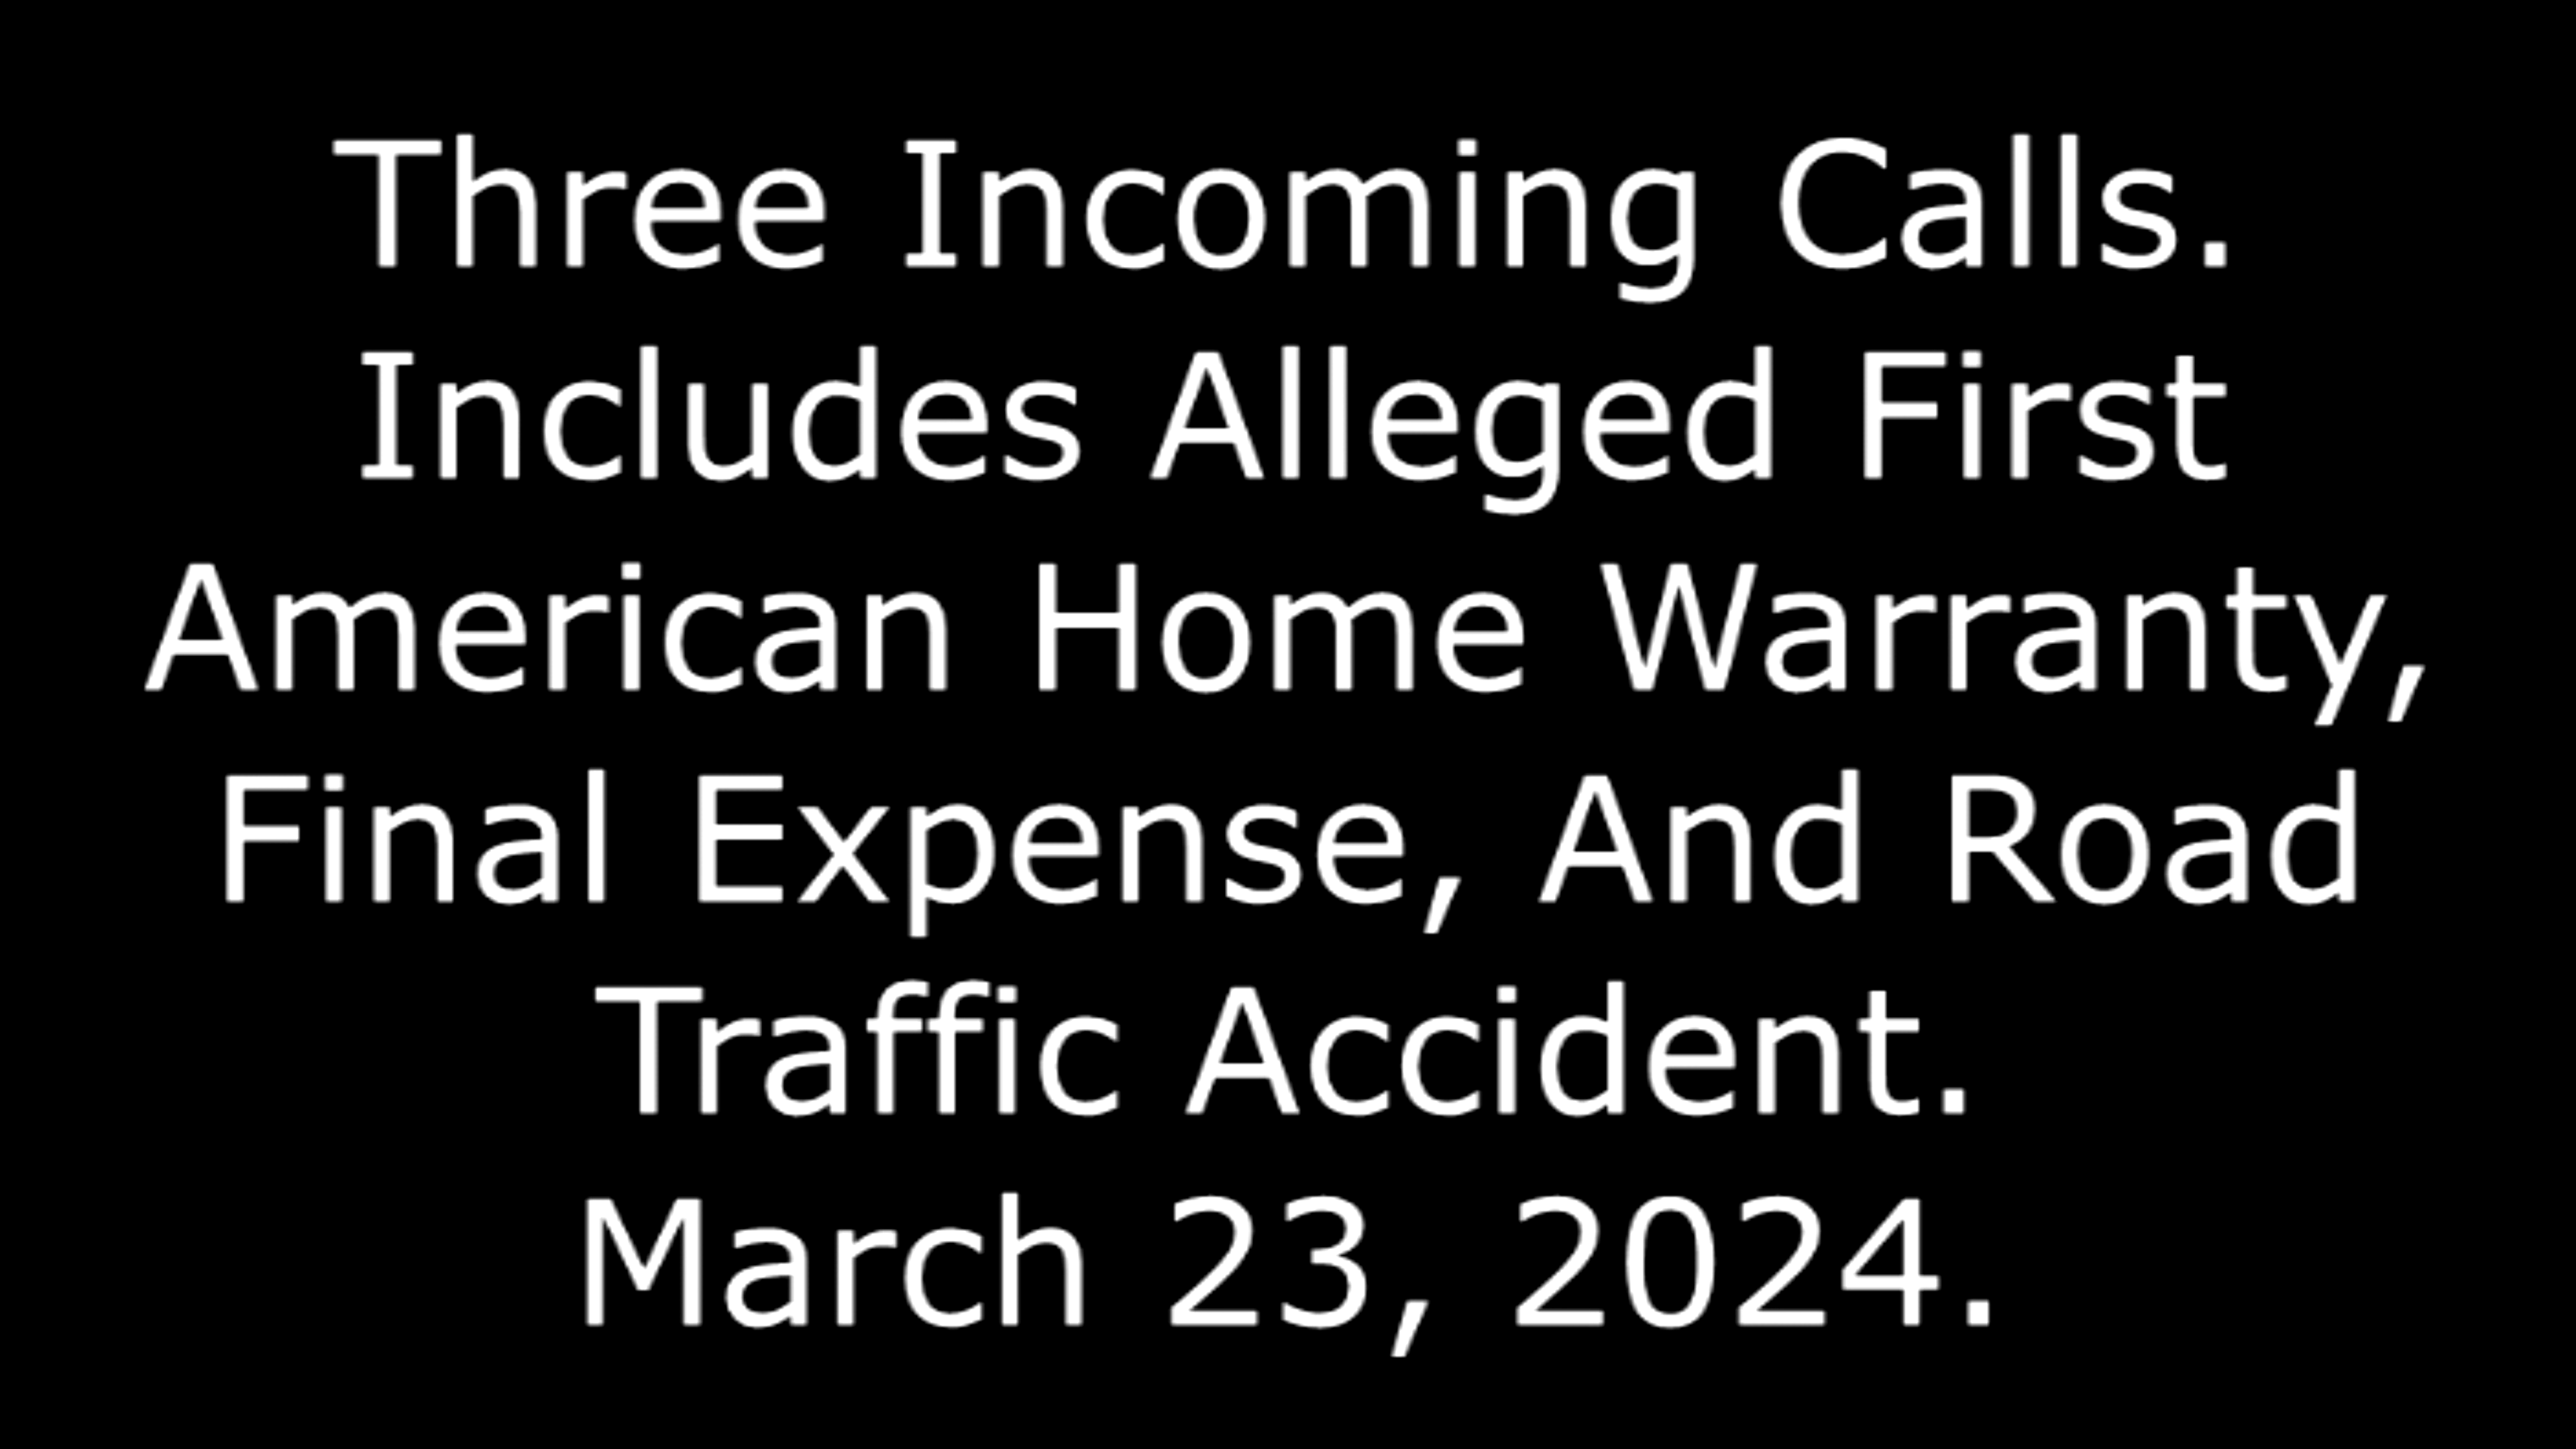 Three Incoming Calls.
Includes Alleged First
American Home Warranty,
Final Expense, And Road
Traffic Accident.
March 23, 2024.